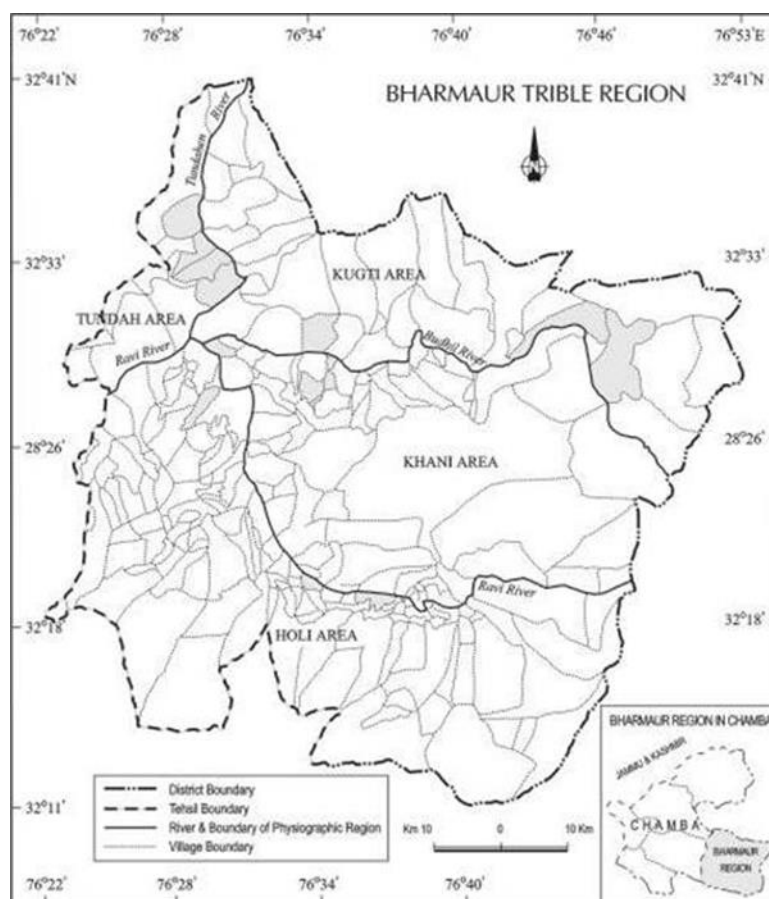 76°22' 76°28' 76°34' 76°40' 76°46' 76°53'E
32°41'N 32°41'N
BHARMAUR TRIBLE REGION
Tundahen River
32°33' 32°33'
KUGTI AREA
TUNDAH AREA
Ravi River
Budhil River
28°26' 28°26'
KHANI AREA
Ravi River
32°18' 32°18'
HOLI AREA
BHARMAUR REGION IN CHAMBA
JAMMU & KASHMIR
CHAMBA
BHARMAUR
REGION
District Boundary
Tehsil Boundary
River & Boundary of Physiographic Region
Village Boundary
32°11'
Km 10 0 10 Km
76°22' 76°28' 76°34' 76°40'